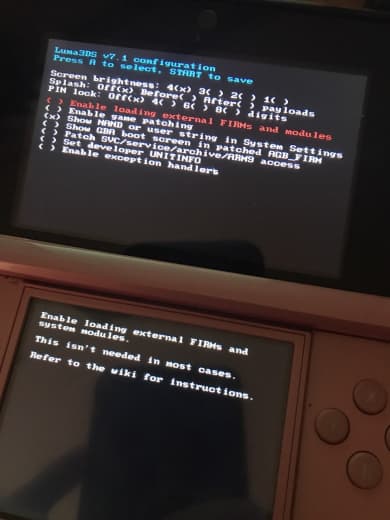 Luma3DS v7.1 configuration
Press A to select, START to save
Screen brightness: 4(x) 3( ) 2( ) 1( )
Splash: Off(x) Before( ) After( ) payloads
PIN lock: Off(x) 4( ) 6( ) 8( ) digits
( ) Enable loading external FIRMs and modules
( ) Enable game patching
(x) Show NAND or user string in System Settings
( ) Show GBA boot screen in patched AGB_FIRM
( ) Patch SVC/service/archive/ARM9 access
( ) Set developer UNITINFO
( ) Enable exception handlers
Enable loading external FIRMs and
system modules.
This isn't needed in most cases.
Refer to the wiki for instructions.